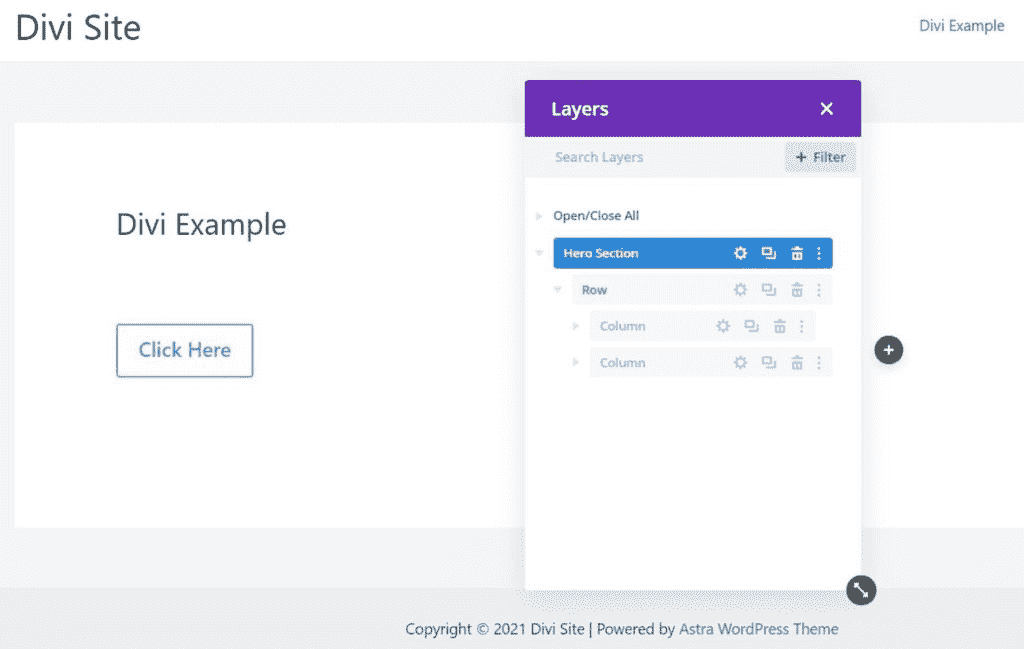 Divi Site
Divi Example
Layers
Search Layers
Filter
Open/Close All
Divi Example
Hero Section
Row
Column
Click Here
Column
Copyright © 2021 Divi Site | Powered by Astra WordPress Theme